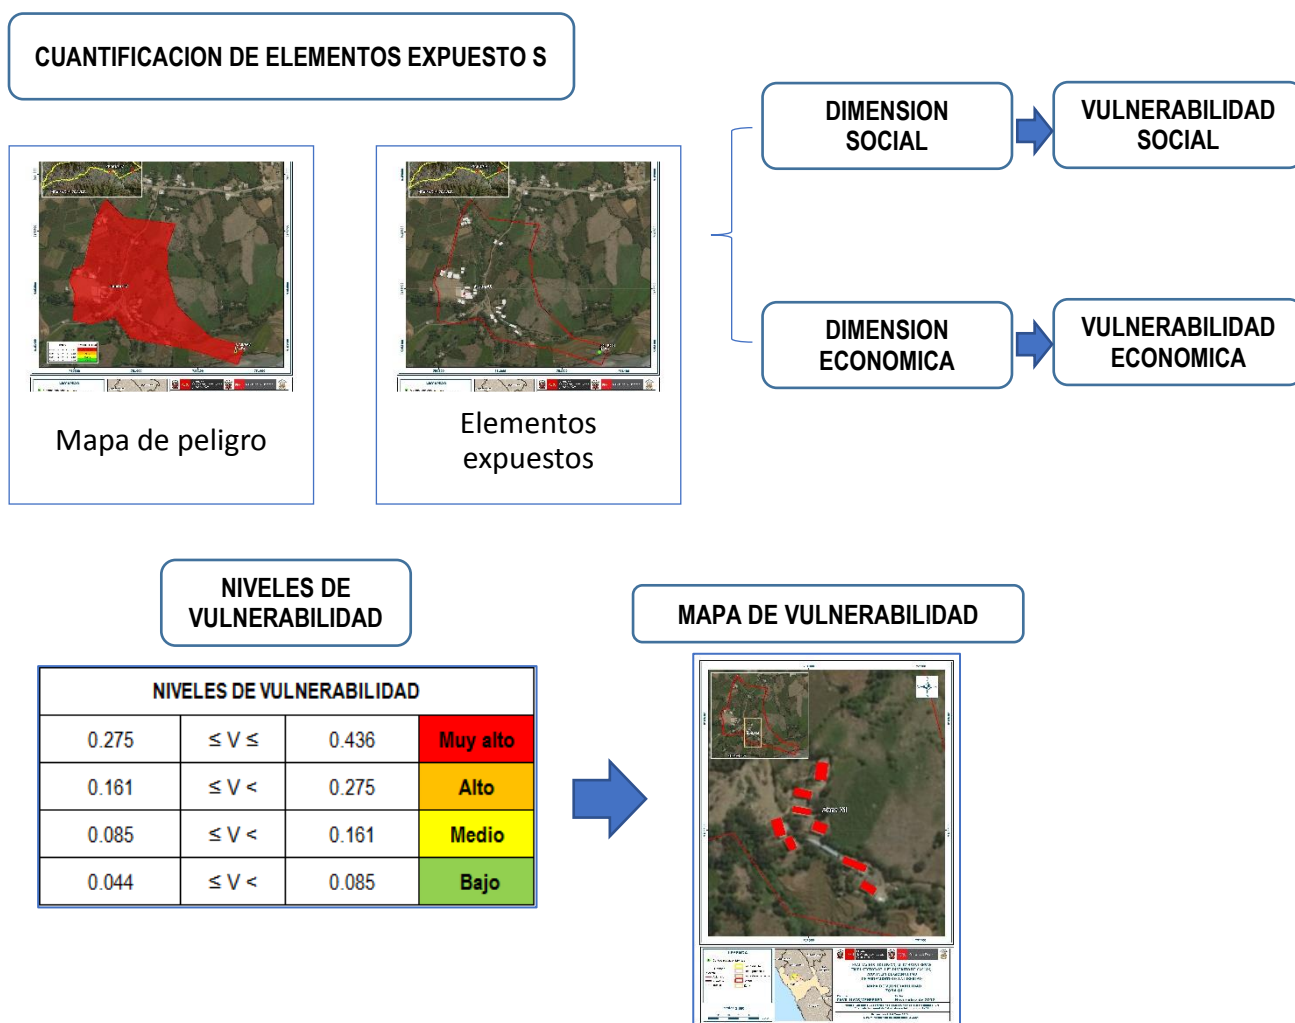 CUANTIFICACION DE ELEMENTOS EXPUESTO S
DIMENSION
SOCIAL
VULNERABILIDAD
SOCIAL
DIMENSION
ECONOMICA
VULNERABILIDAD
ECONOMICA
Mapa de peligro
Elementos
expuestos
NIVELES DE
VULNERABILIDAD
MAPA DE VULNERABILIDAD
NIVELES DE VULNERABILIDAD
0.275 ≤ V ≤ 0.436 Muy alto
0.161 ≤ V < 0.275 Alto
0.085 ≤ V < 0.161 Medio
0.044 ≤ V < 0.085 Bajo